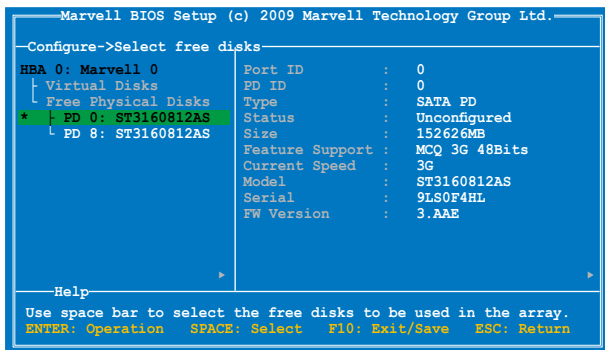 Marvell BIOS Setup (c) 2009 Marvell Technology Group Ltd.
Configure->Select free disks
HBA 0: Marvell 0
Virtual Disks
Free Physical Disks
* PD 0: ST3160812AS
PD 8: ST3160812AS
Port ID : 0
PD ID : 0
Type : SATA PD
Status : Unconfigured
Size : 152626MB
Feature Support : MCQ 3G 48Bits
Current Speed : 3G
Model : ST3160812AS
Serial : 9LS0F4HL
FW Version : 3.AAE
Help
Use space bar to select the free disks to be used in the array.
ENTER: Operation SPACE: Select F10: Exit/Save ESC: Return